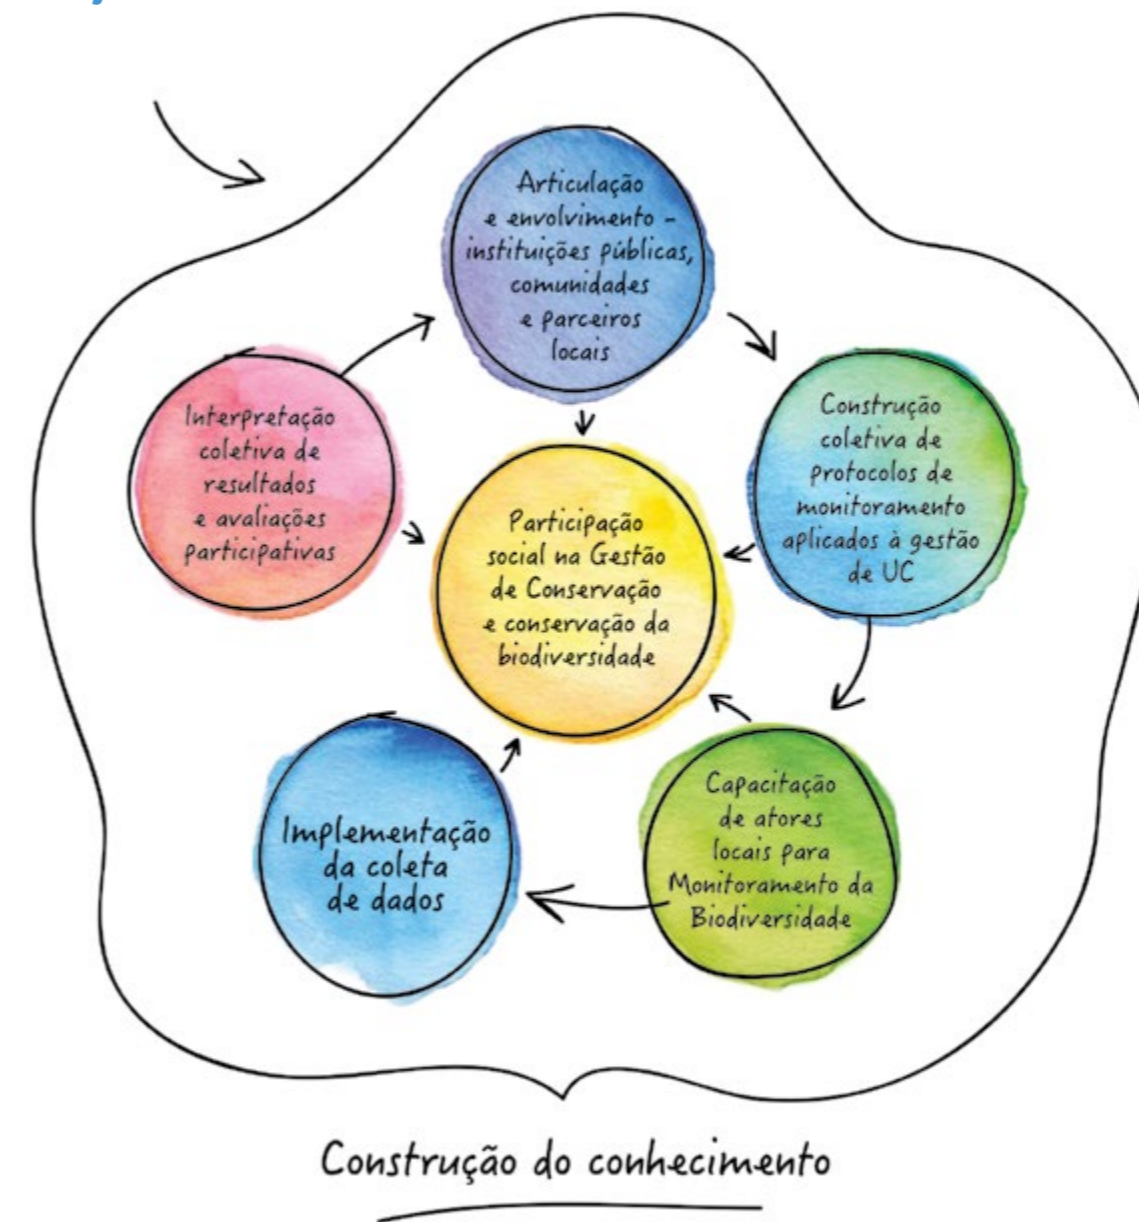 Articulação
e envolvimento -
instituições públicas,
comunidades
e parceiros
locais
Construção
coletiva de
protocolos de
monitoramento
aplicados à gestão
de UC
Capacitação
de atores
locais para
Monitoramento da
Biodiversidade
Implementação
da coleta
de dados
Interpretação
coletiva de
resultados
e avaliações
participativas
Participação
social na Gestão
de Conservação
e conservação da
biodiversidade
Construção do conhecimento